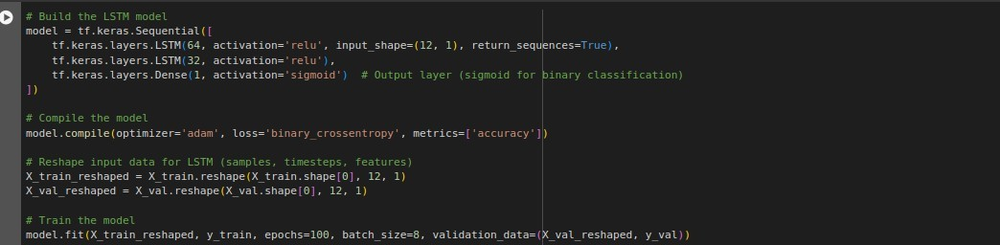 # Build the LSTM model
model = tf.keras.Sequential([
    tf.keras.layers.LSTM(64, activation='relu', input_shape=(12, 1), return_sequences=True),
    tf.keras.layers.LSTM(32, activation='relu'),
    tf.keras.layers.Dense(1, activation='sigmoid')  # Output layer (sigmoid for binary classification)
])
# Compile the model
model.compile(optimizer='adam', loss='binary_crossentropy', metrics=['accuracy'])
# Reshape input data for LSTM (samples, timesteps, features)
X_train_reshaped = X_train.reshape(X_train.shape[0], 12, 1)
X_val_reshaped = X_val.reshape(X_val.shape[0], 12, 1)
# Train the model
model.fit(X_train_reshaped, y_train, epochs=100, batch_size=8, validation_data=(X_val_reshaped, y_val))